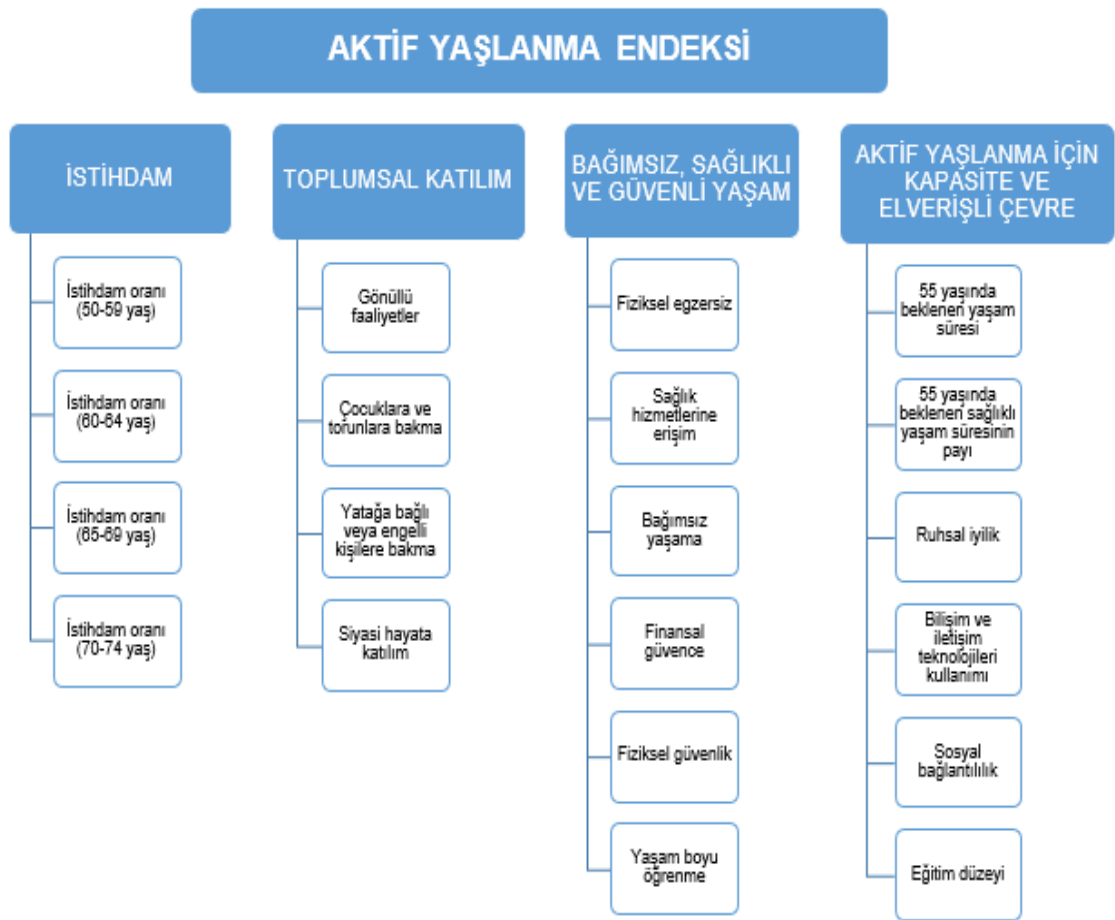 AKTİF YAŞLANMA ENDEKSİ
İSTİHDAM
İstihdam oranı
(50-59 yaş)
İstihdam oranı
(60-64 yaş)
İstihdam oranı
(65-69 yaş)
İstihdam oranı
(70-74 yaş)
TOPLUMSAL KATILIM
Gönüllü
faaliyetler
Çocuklara ve
torunlara bakma
Yatağa bağlı
veya engelli
kişilere bakma
Siyasi hayata
katılım
BAĞIMSIZ, SAĞLIKLI
VE GÜVENLİ YAŞAM
Fiziksel egzersiz
Sağlık
hizmetlerine
erişim
Bağımsız
yaşama
Finansal
güvence
Fiziksel güvenlik
Yaşam boyu
öğrenme
AKTİF YAŞLANMA İÇİN
KAPASİTE VE
ELVERİŞLİ ÇEVRE
55 yaşında
beklenen yaşam
süresi
55 yaşında
beklenen sağlıklı
yaşam süresinin
payı
Ruhsal iyilik
Bilişim ve
iletişim
teknolojileri
kullanımı
Sosyal
bağlantılılık
Eğitim düzeyi